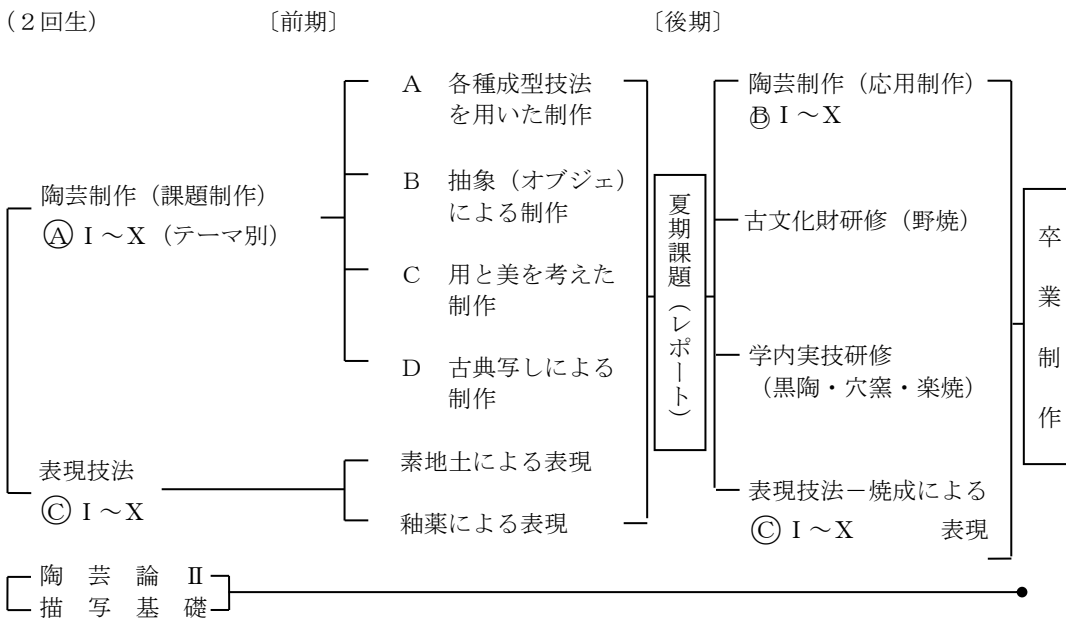 (2回生)
〔前期〕
〔後期〕
陶芸制作(課題制作)
Ⓐ I~X(テーマ別)
A 各種成型技法
を用いた制作
B 抽象(オブジェ)
による制作
C 用と美を考えた
制作
D 古典写しによる
制作
表現技法
Ⓒ I~X
素地土による表現
釉薬による表現
夏期課題(レポート)
陶芸制作(応用制作)
Ⓑ I~X
古文化財研修(野焼)
学内実技研修
(黒陶・穴窯・楽焼)
表現技法-焼成による
Ⓒ I~X 表現
卒業制作
陶芸論Ⅱ
描写基礎